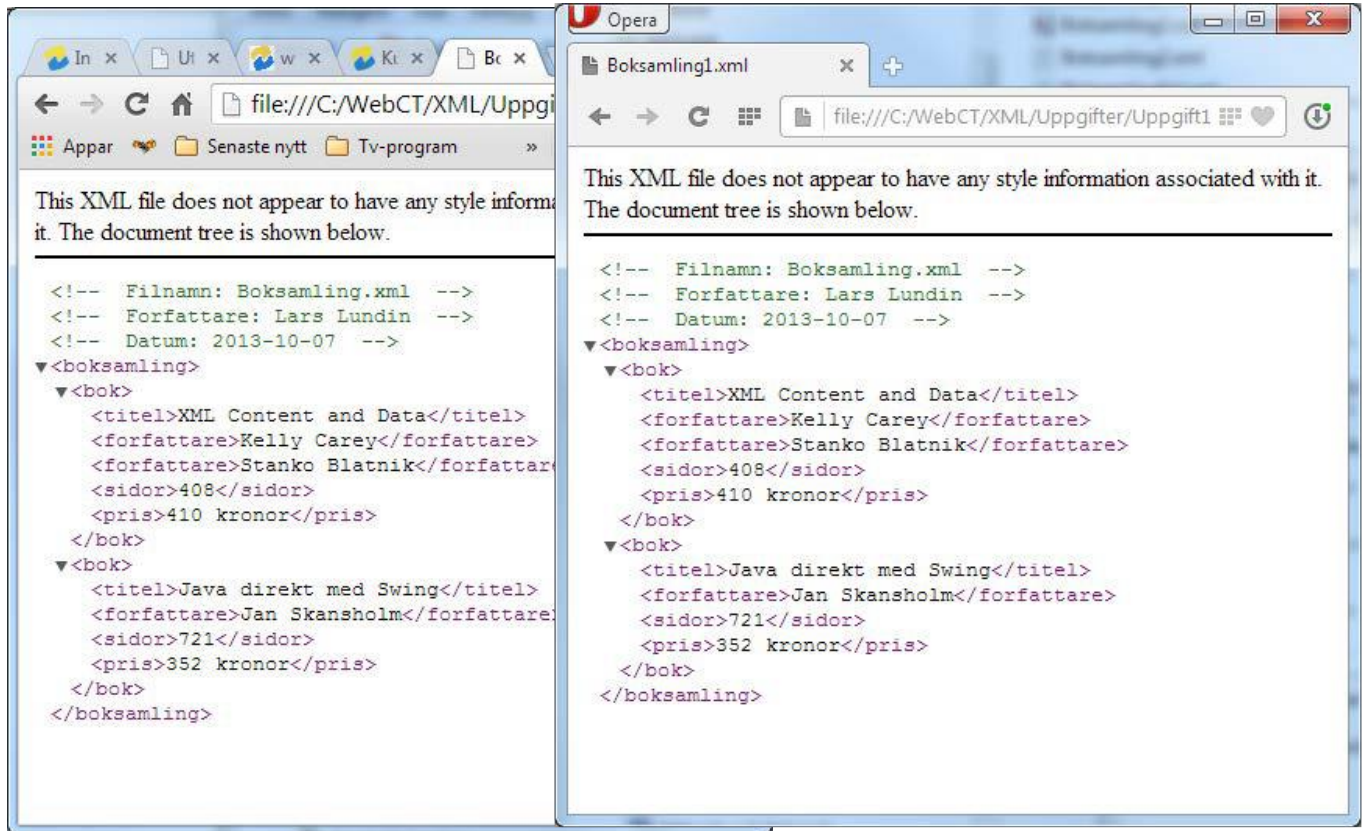 In
Ut
w
Bo
file:///C:/WebCT/XML/Uppgi
Appar
Senaste nytt
Tv-program
»
This XML file does not appear to have any style informa
it. The document tree is shown below.
<!-- Filnamn: Boksamling.xml -->
<!-- Forfattare: Lars Lundin -->
<!-- Datum: 2013-10-07 -->
▼<boksamling>
▼<bok>
<titel>XML Content and Data</titel>
<forfattare>Kelly Carey</forfattare>
<forfattare>Stanko Blatnik</forfattar
<sidor>408</sidor>
<pris>410 kronor</pris>
</bok>
▼<bok>
<titel>Java direkt med Swing</titel>
<forfattare>Jan Skansholm</forfattare>
<sidor>721</sidor>
<pris>352 kronor</pris>
</bok>
</boksamling>
Opera
Boksamling1.xml
file:///C:/WebCT/XML/Uppgifter/Uppgift1
This XML file does not appear to have any style information associated with it.
The document tree is shown below.
<!-- Filnamn: Boksamling.xml -->
<!-- Forfattare: Lars Lundin -->
<!-- Datum: 2013-10-07 -->
▼<boksamling>
▼<bok>
<titel>XML Content and Data</titel>
<forfattare>Kelly Carey</forfattare>
<forfattare>Stanko Blatnik</forfattare>
<sidor>408</sidor>
<pris>410 kronor</pris>
</bok>
▼<bok>
<titel>Java direkt med Swing</titel>
<forfattare>Jan Skansholm</forfattare>
<sidor>721</sidor>
<pris>352 kronor</pris>
</bok>
</boksamling>